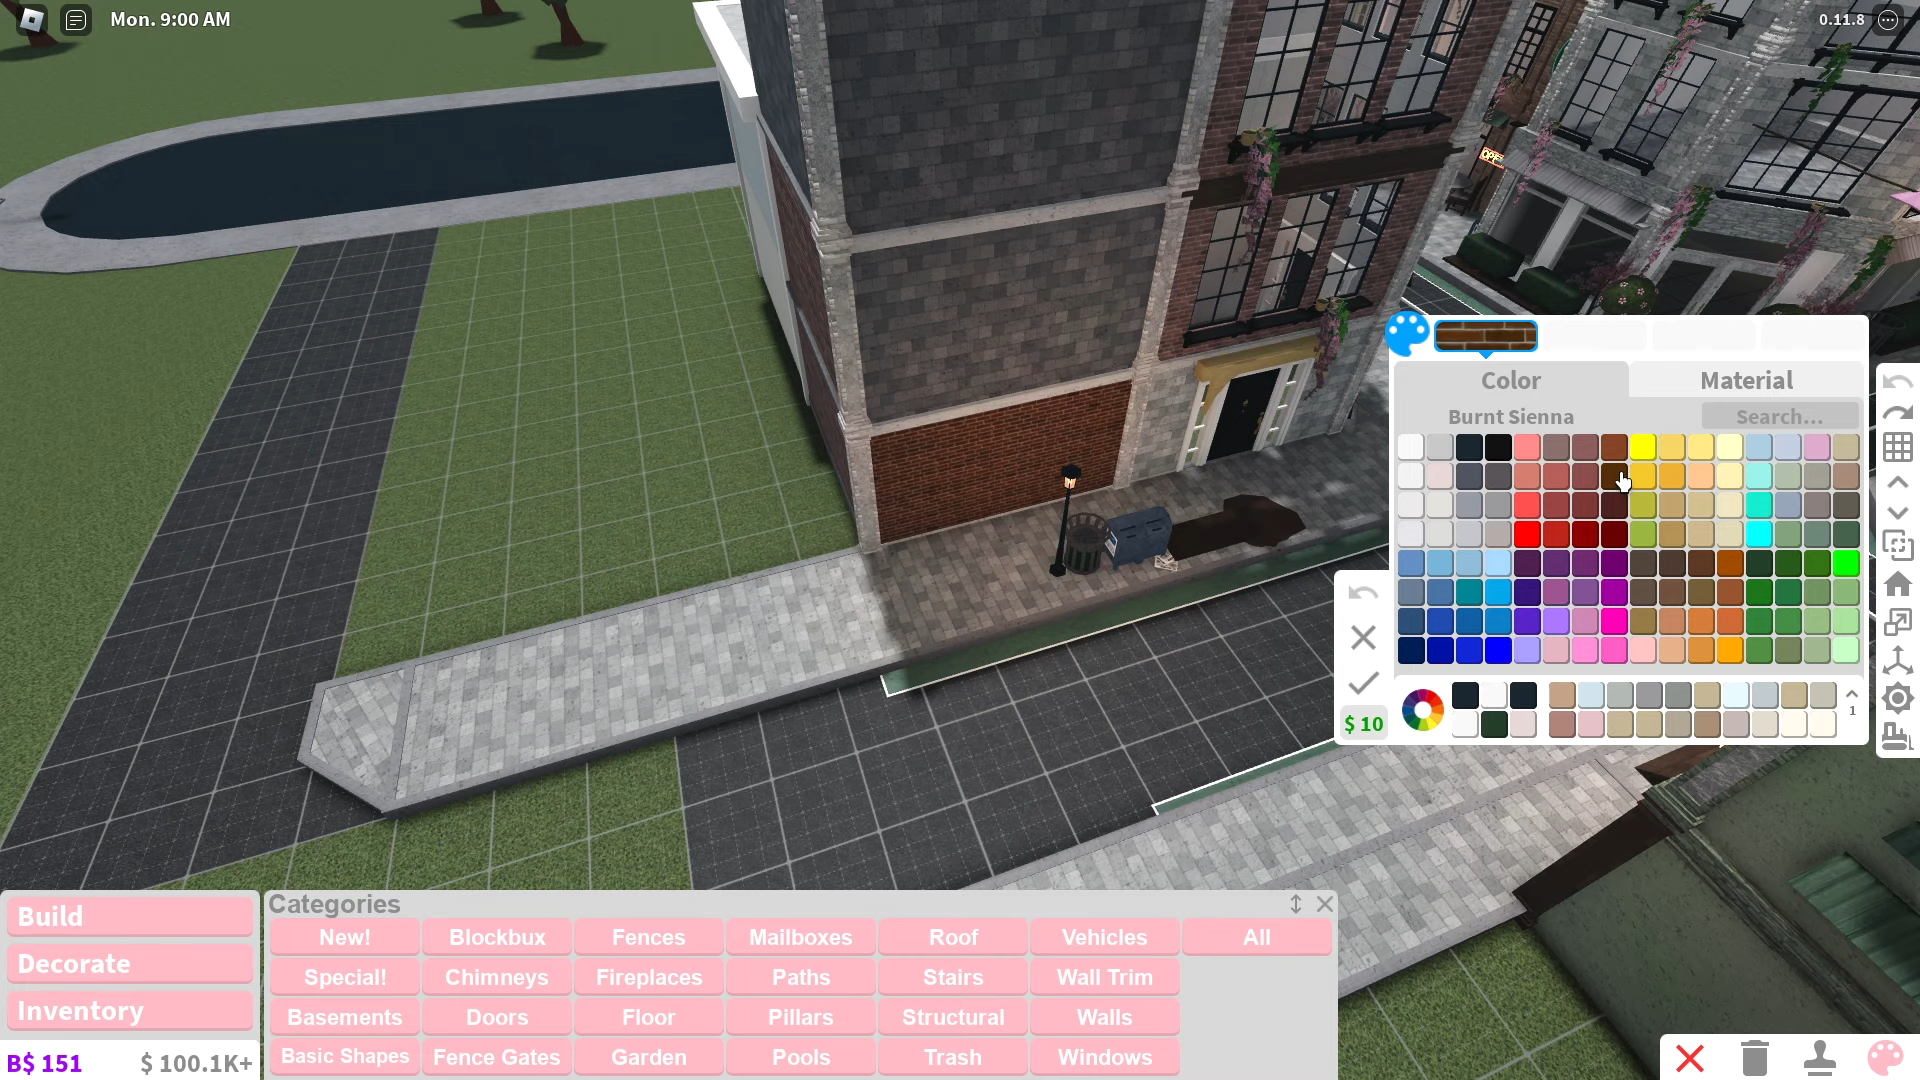 Mon. 9:00 AM
0.11.8
OPE
Color
Material
Burnt Sienna
Search...
$ 10
1
Build
Decorate
Inventory
B$ 151
$ 100.1K+
Categories
New!
Blockbux
Fences
Mailboxes
Roof
Vehicles
All
Special!
Chimneys
Fireplaces
Paths
Stairs
Wall Trim
Basements
Doors
Floor
Pillars
Structural
Walls
Basic Shapes
Fence Gates
Garden
Pools
Trash
Windows